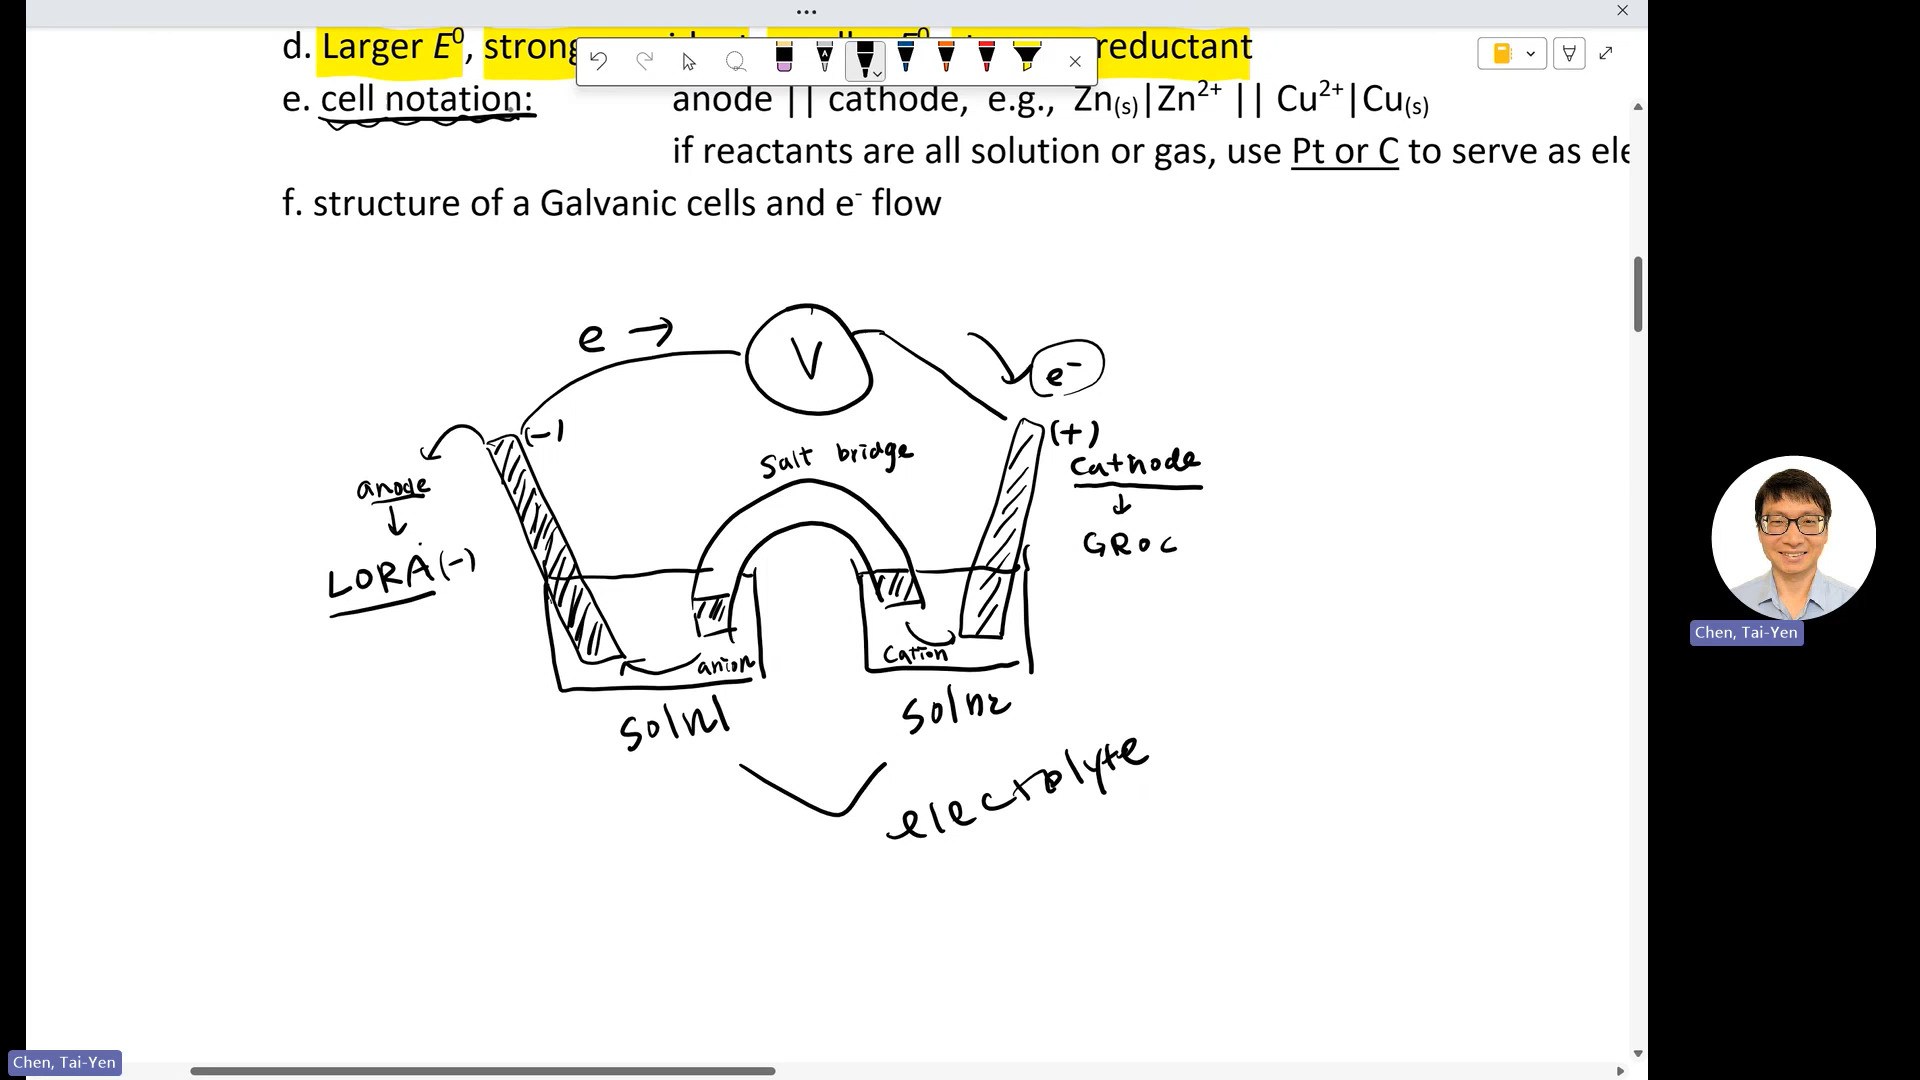 d. Larger E⁰, reductant
e. cell notation: anode || cathode, e.g., Zn(s)|Zn²⁺ || Cu²⁺|Cu(s)
if reactants are all solution or gas, use Pt or C to serve as ele
f. structure of a Galvanic cells and e⁻ flow
e →
V
e⁻
(-)
(+)
Salt bridge
Cathode
anode
↓
↓
GROC
LORA(-)
anion
Cation
Soln1
Soln2
electrolyte
Chen, Tai-Yen
Chen, Tai-Yen